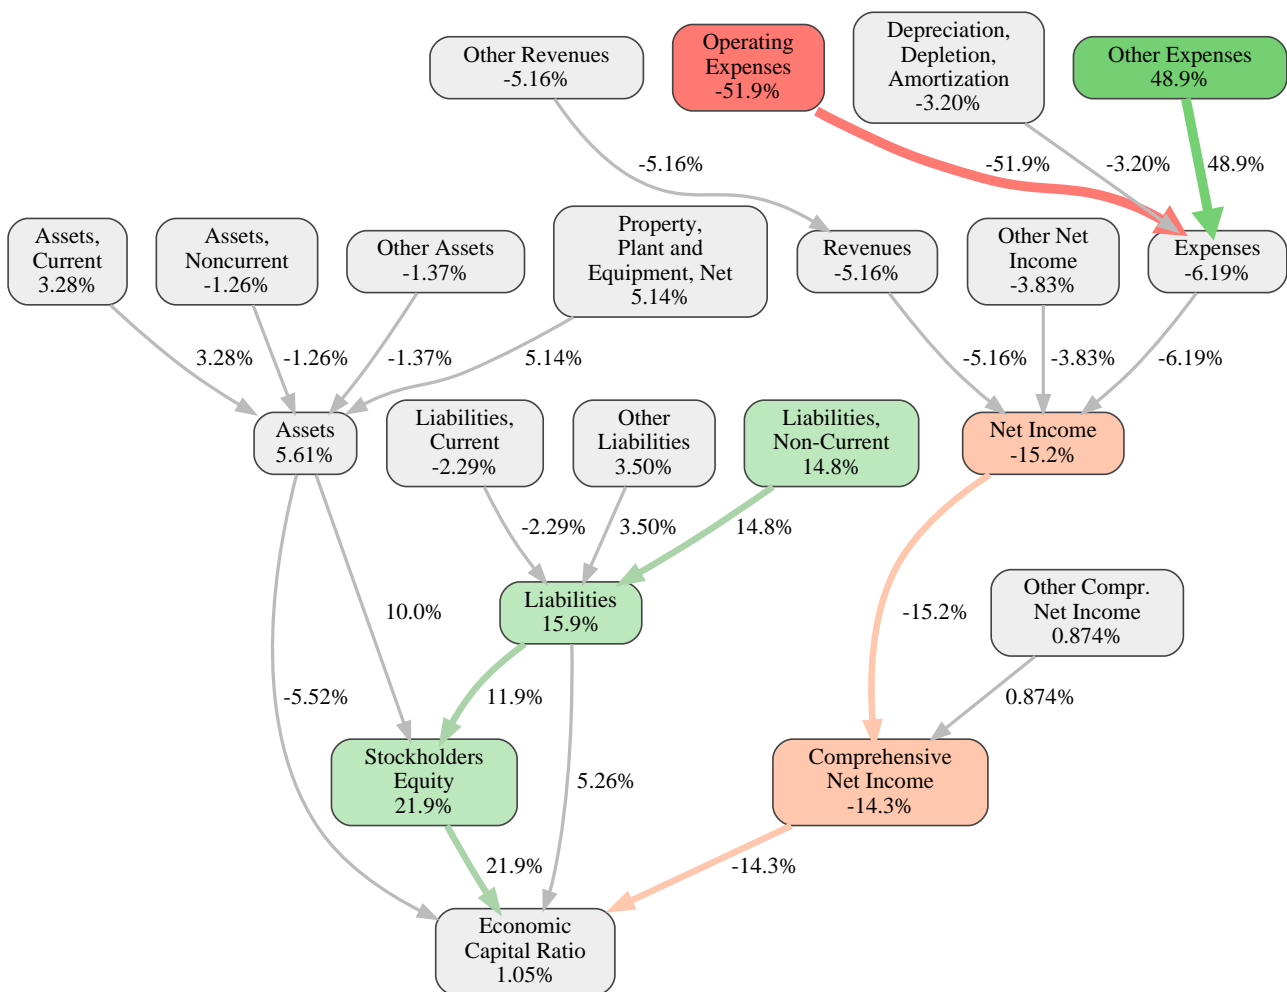 Other Revenues
-5.16%
Operating
Expenses
-51.9%
Depreciation,
Depletion,
Amortization
-3.20%
Other Expenses
48.9%
-5.16%
-51.9%
-3.20%
48.9%
Assets,
Current
3.28%
Assets,
Noncurrent
-1.26%
Other Assets
-1.37%
Property,
Plant and
Equipment, Net
5.14%
Revenues
-5.16%
Other Net
Income
-3.83%
Expenses
-6.19%
3.28%
-1.26%
-1.37%
5.14%
-5.16%
-3.83%
-6.19%
Assets
5.61%
Liabilities,
Current
-2.29%
Other
Liabilities
3.50%
Liabilities,
Non-Current
14.8%
Net Income
-15.2%
-2.29%
3.50%
14.8%
Liabilities
15.9%
10.0%
-15.2%
Other Compr.
Net Income
0.874%
-5.52%
11.9%
0.874%
Stockholders
Equity
21.9%
5.26%
Comprehensive
Net Income
-14.3%
21.9%
-14.3%
Economic
Capital Ratio
1.05%